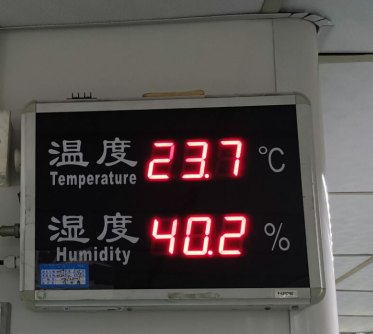 温度 23.7 °C
Temperature
湿度 40.2 %
Humidity